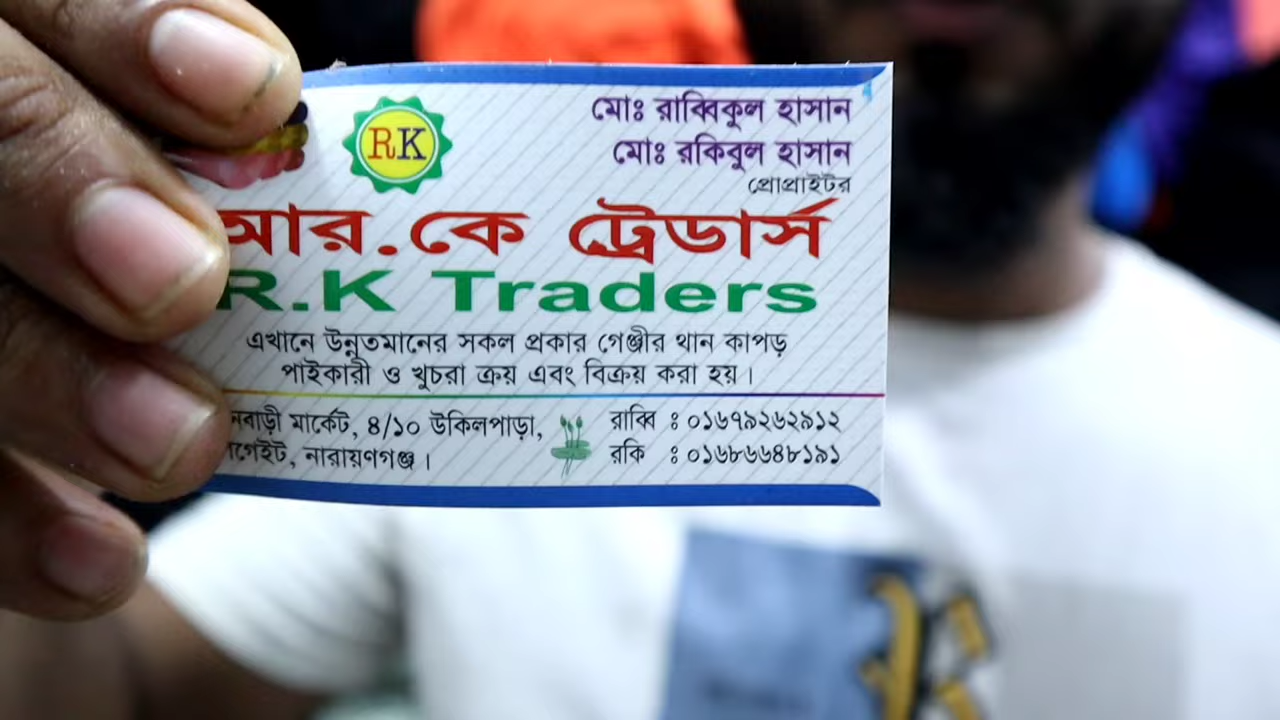 RK
মোঃ রাব্বিকুল হাসান
মোঃ রকিবুল হাসান
প্রোপ্রাইটর
আর.কে ট্রেডার্স
R.K Traders
এখানে উন্নতমানের সকল প্রকার গেঞ্জীর থান কাপড়
পাইকারী ও খুচরা ক্রয় এবং বিক্রয় করা হয়।
মার্কেট, ৪/১০ উকিলপাড়া,
নারায়ণগঞ্জ।
রাব্বি ঃ ০১৬৭৯২৬২৯১২
রকি ঃ ০১৬৮৬৬৪৮১৯১